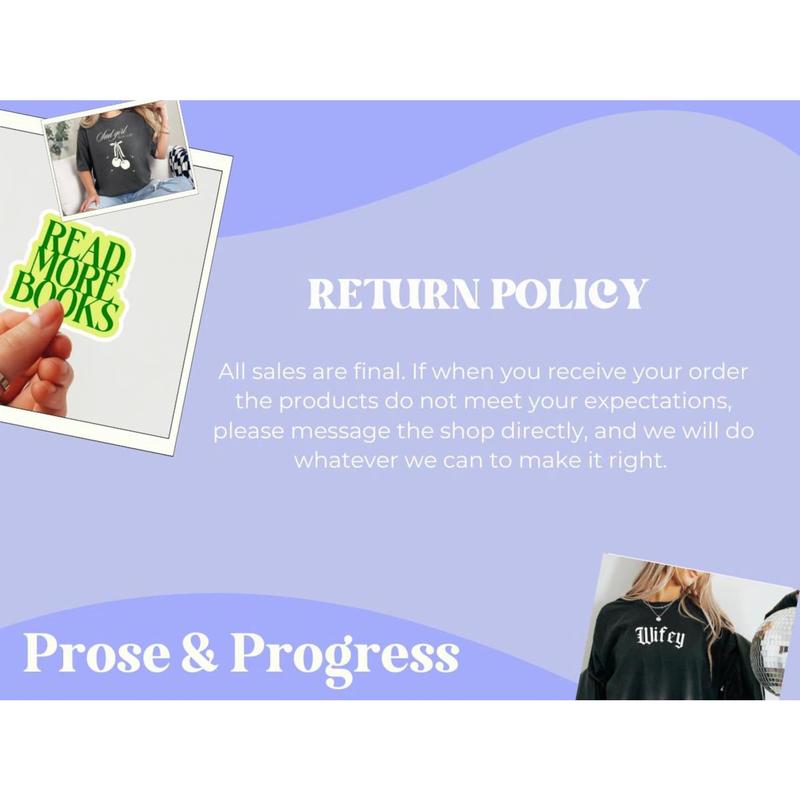 Sad girl
READ
MORE
BOOKS
RETURN POLICY
All sales are final. If when you receive your order
the products do not meet your expectations,
please message the shop directly, and we will do
whatever we can to make it right.
Wifey
Prose & Progress